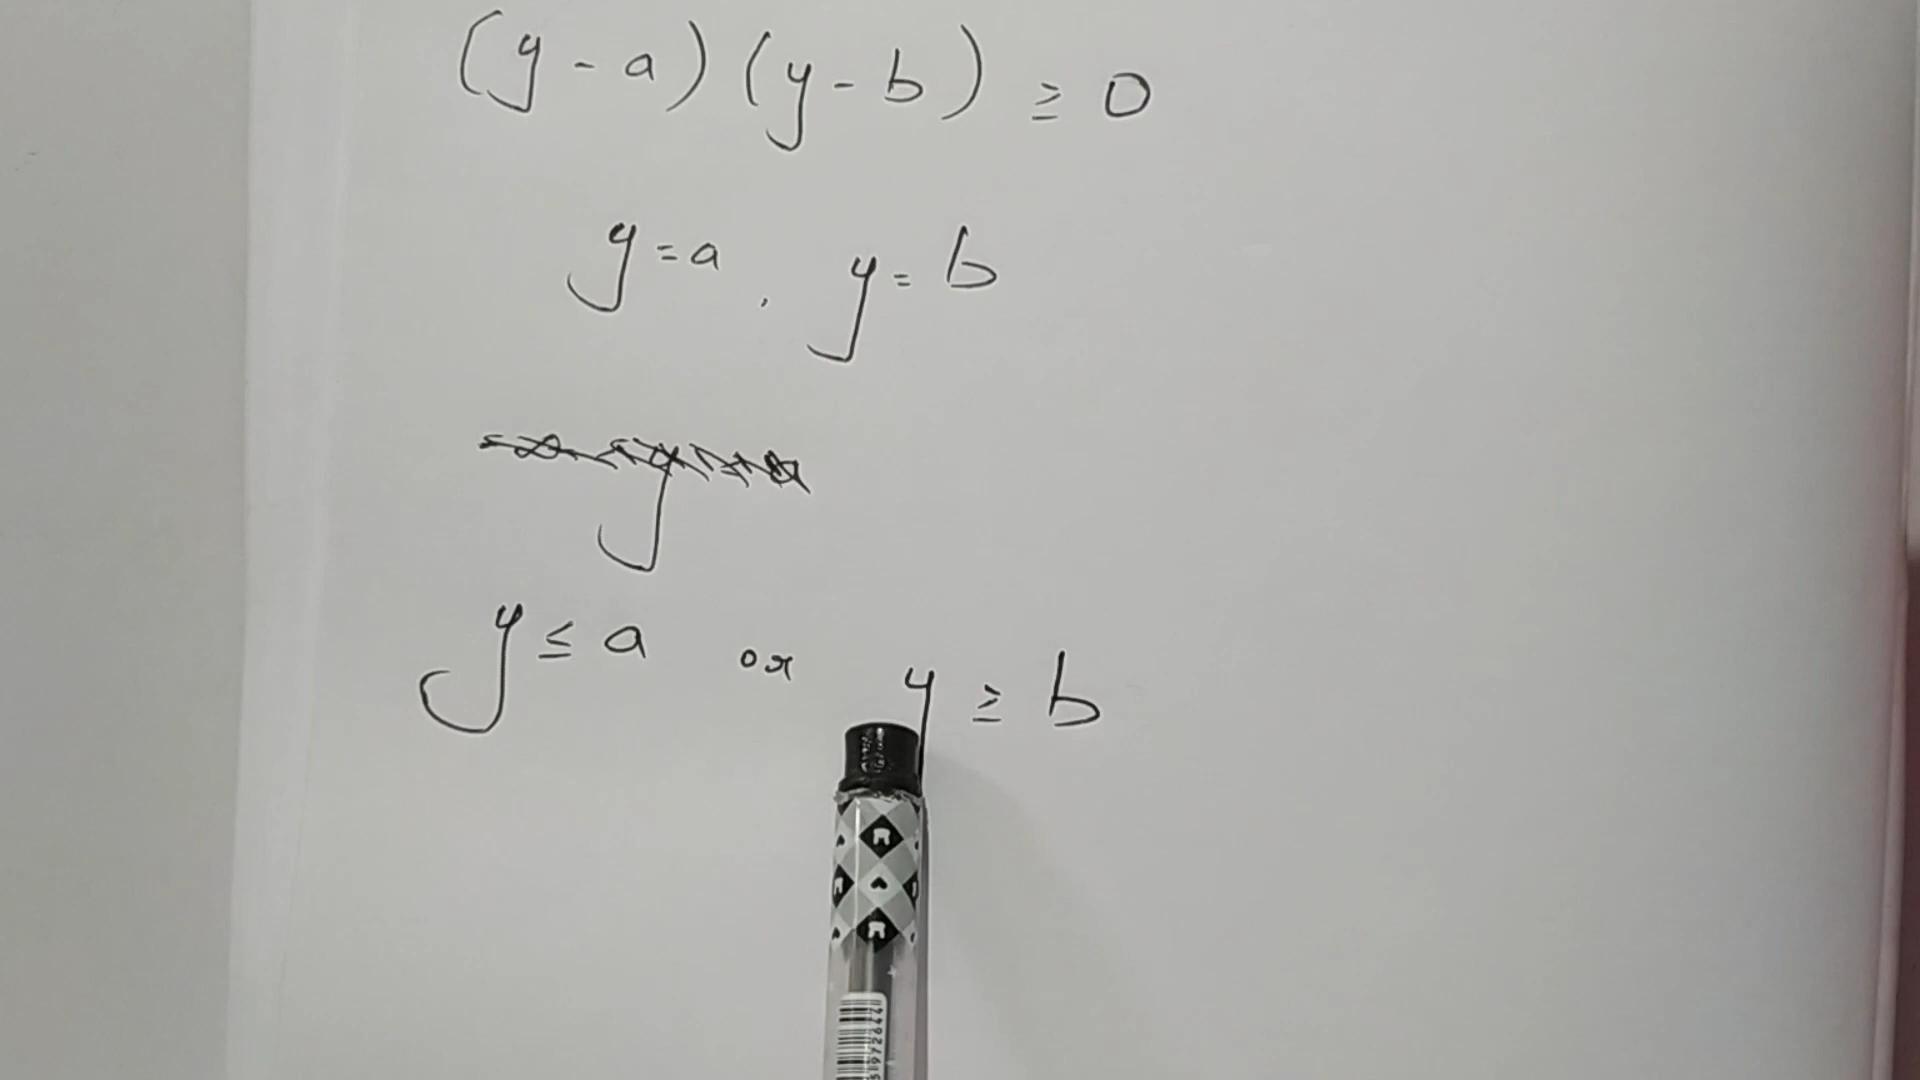 (y - a) (y - b) ≥ 0
y = a , y = b
y ≤ a or y ≥ b